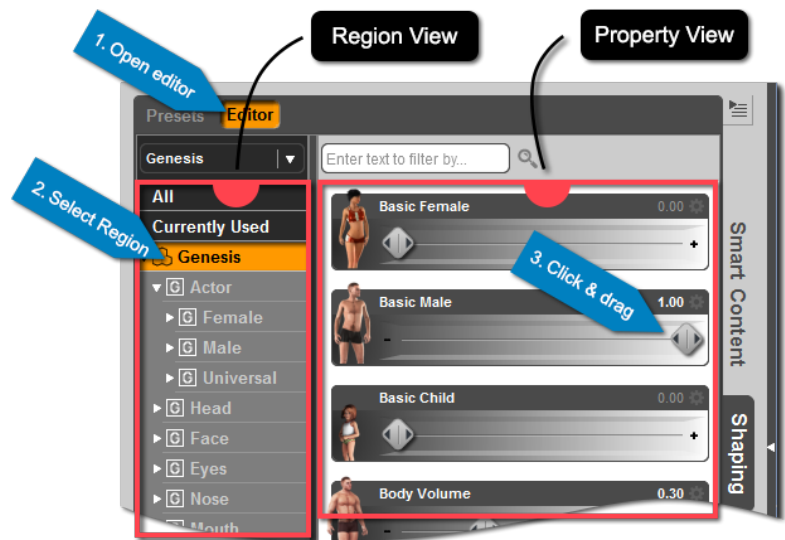 Region View
Property View
1. Open editor
Presets
Editor
Genesis
Enter text to filter by...
2. Select Region
All
Currently Used
Genesis
G Actor
G Female
G Male
G Universal
G Head
G Face
G Eyes
G Nose
Mouth
Basic Female
0.00
+
3. Click & drag
Basic Male
1.00
-
Basic Child
0.00
+
Body Volume
0.30
-
Smart Content
Shaping